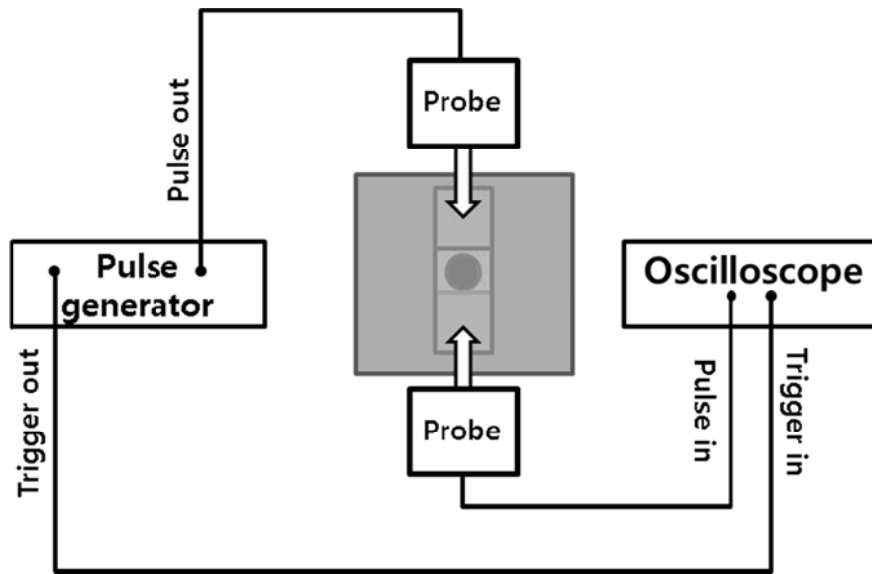 Probe
Pulse out
Pulse
generator
Oscilloscope
Trigger out
Probe
Pulse in
Trigger in